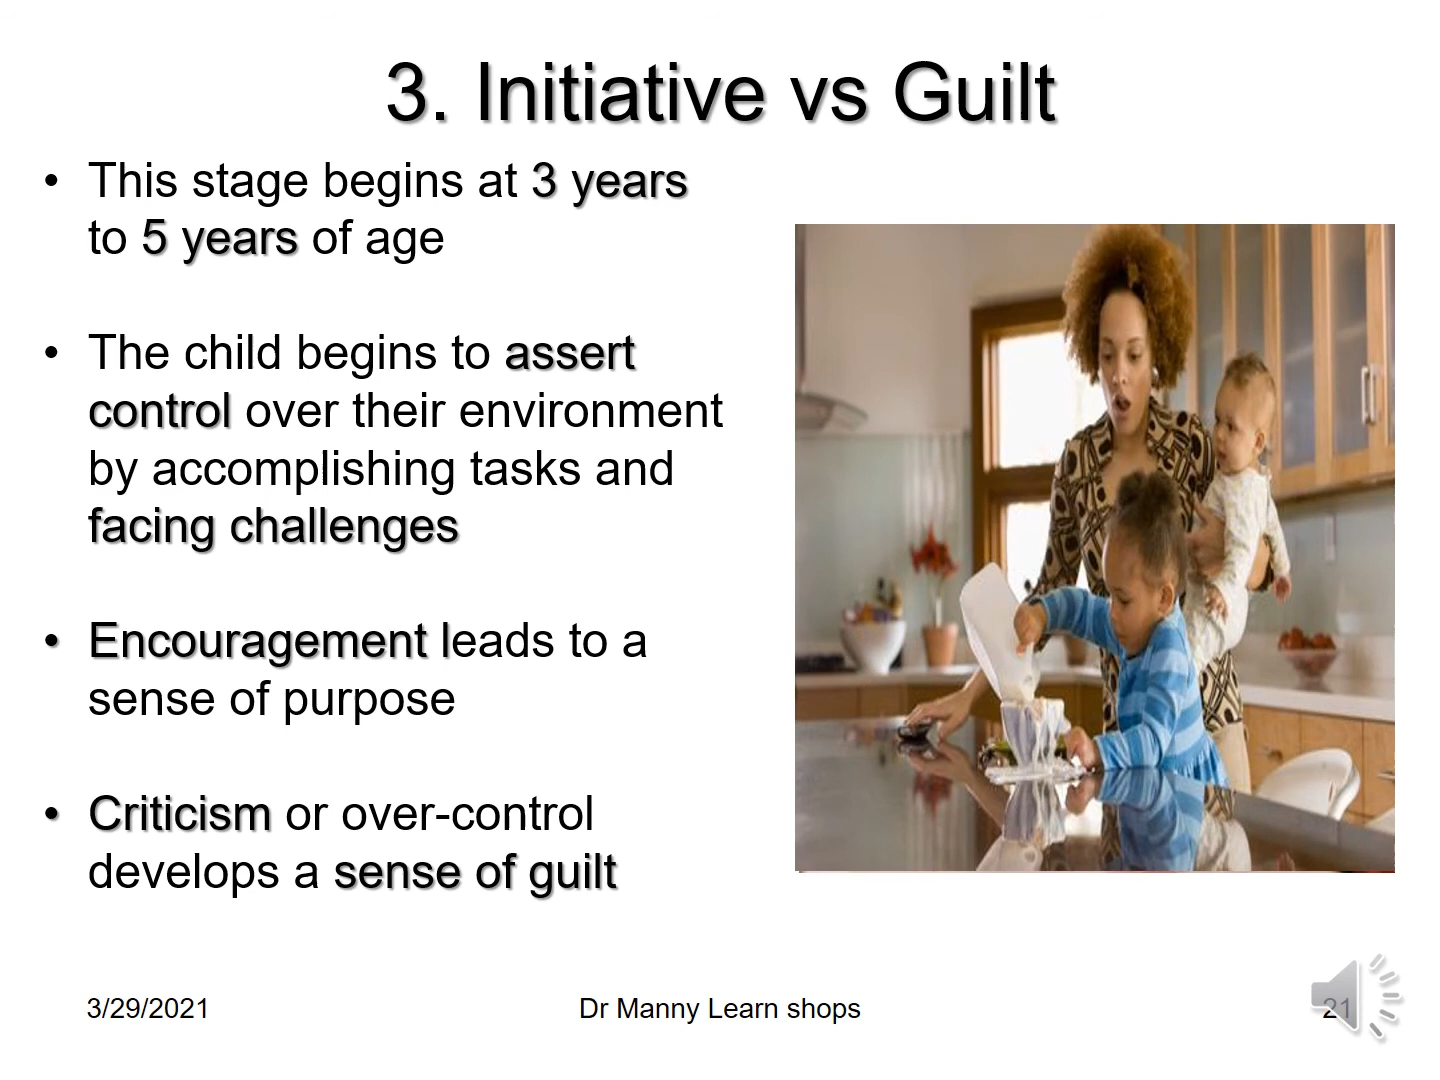 3. Initiative vs Guilt
• This stage begins at 3 years
to 5 years of age
• The child begins to assert
control over their environment
by accomplishing tasks and
facing challenges
• Encouragement leads to a
sense of purpose
• Criticism or over-control
develops a sense of guilt
3/29/2021
Dr Manny Learn shops
21